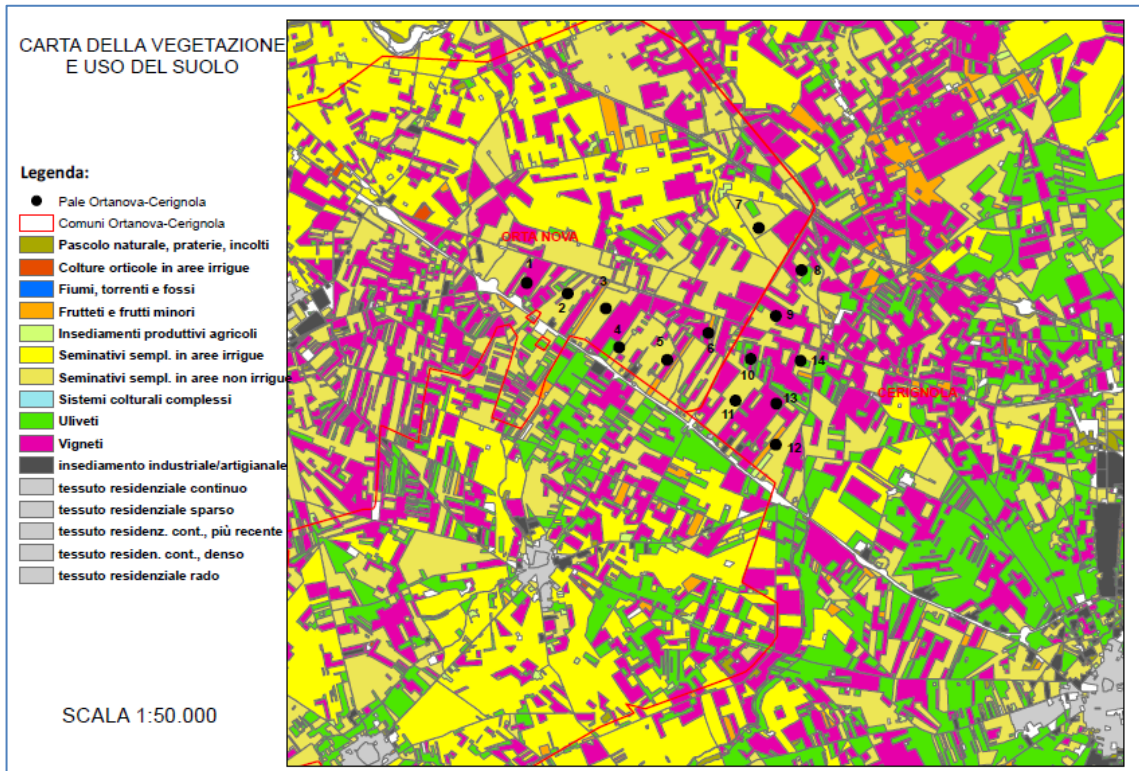 CARTA DELLA VEGETAZIONE
E USO DEL SUOLO
Legenda:
Pale Ortanova-Cerignola
Comuni Ortanova-Cerignola
Pascolo naturale, praterie, incolti
Colture orticole in aree irrigue
Fiumi, torrenti e fossi
Frutteti e frutti minori
Insediamenti produttivi agricoli
Seminativi sempl. in aree irrigue
Seminativi sempl. in aree non irrigue
Sistemi colturali complessi
Uliveti
Vigneti
insediamento industriale/artigianale
tessuto residenziale continuo
tessuto residenziale sparso
tessuto residenz. cont., più recente
tessuto residen. cont., denso
tessuto residenziale rado
SCALA 1:50.000
7
ORTA NOVA
1
8
3
2
9
4
5
6
10
14
CERIGNOLA
11
13
12